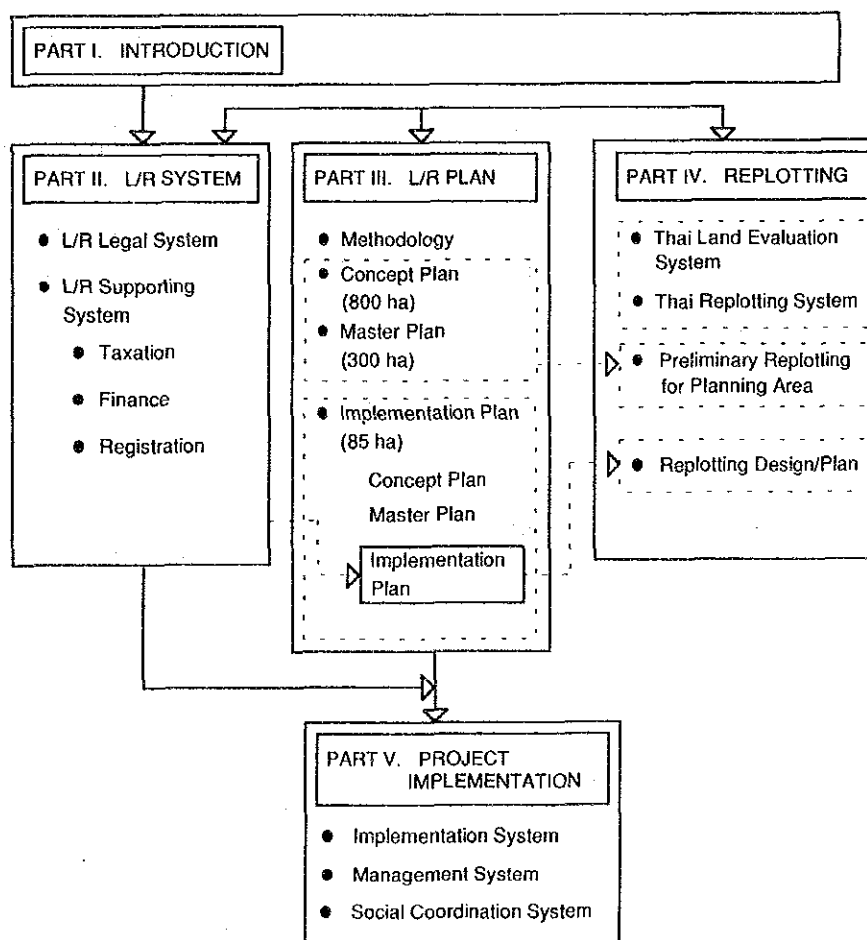 PART I. INTRODUCTION
PART II. L/R SYSTEM
● L/R Legal System
● L/R Supporting
System
● Taxation
● Finance
● Registration
PART III. L/R PLAN
● Methodology
● Concept Plan
(800 ha)
● Master Plan
(300 ha)
● Implementation Plan
(85 ha)
Concept Plan
Master Plan
Implementation
Plan
PART IV. REPLOTTING
● Thai Land Evaluation
System
● Thai Replotting System
● Preliminary Replotting
for Planning Area
● Replotting Design/Plan
PART V. PROJECT
IMPLEMENTATION
● Implementation System
● Management System
● Social Coordination System